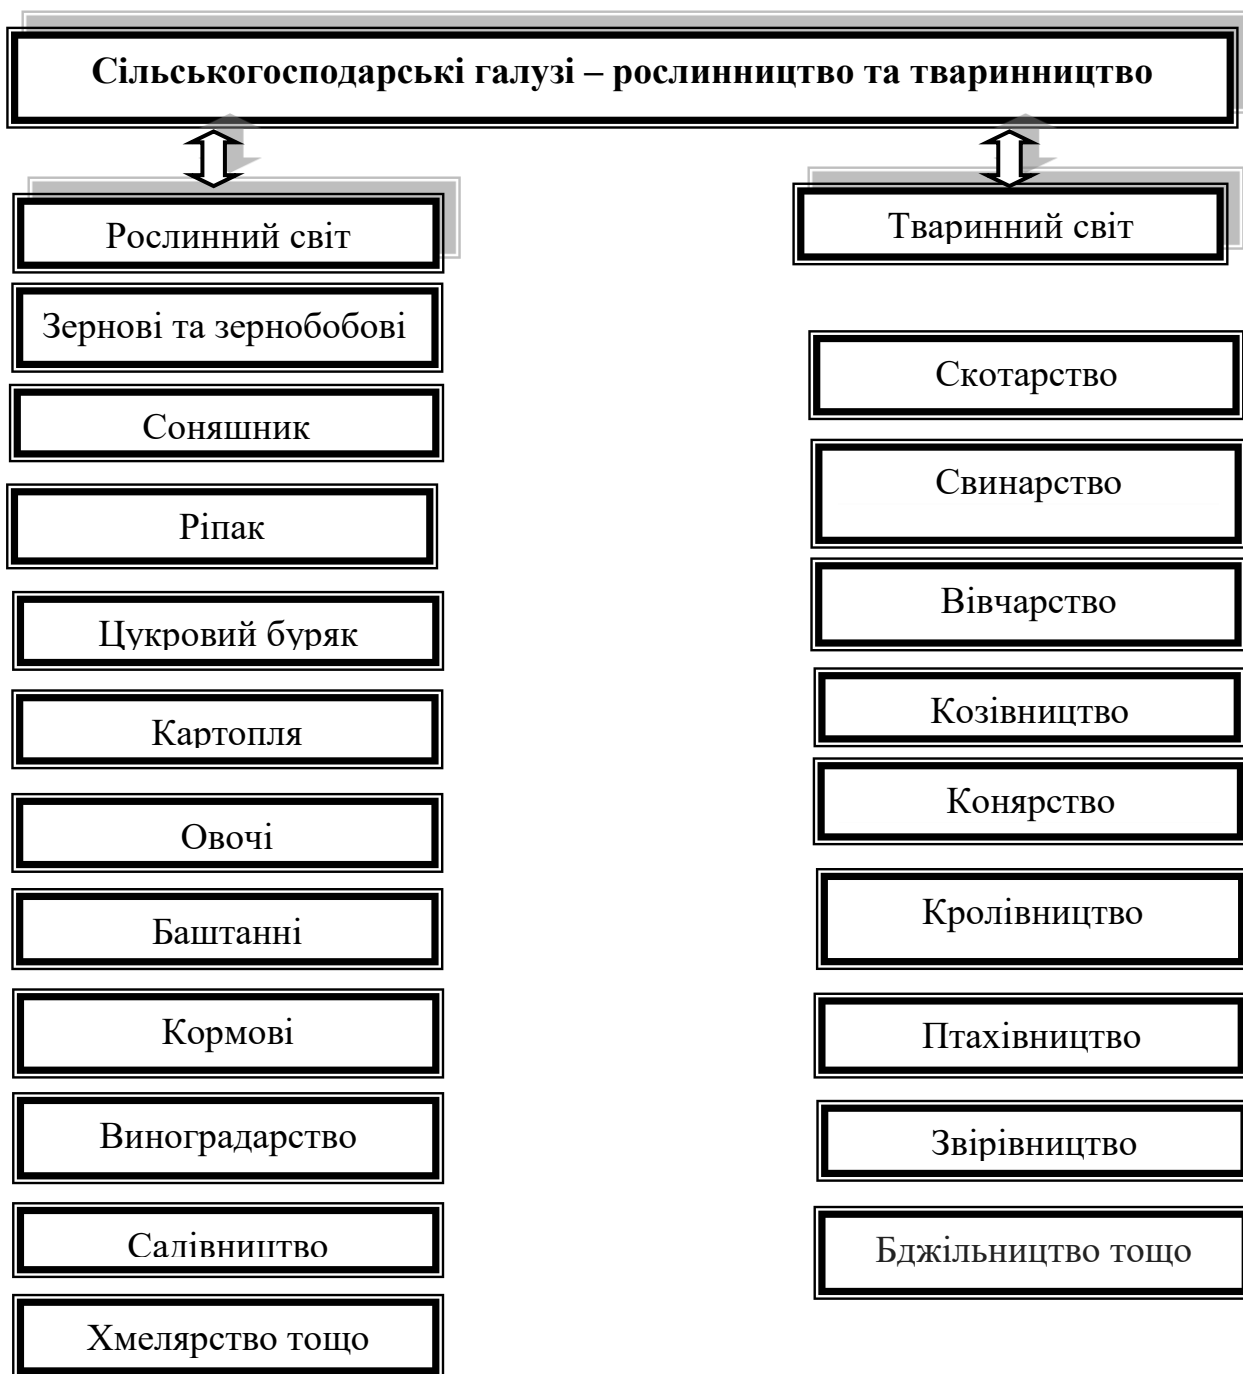 Сільськогосподарські галузі – рослинництво та тваринництво
Рослинний світ
Зернові та зернобобові
Соняшник
Ріпак
Цукровий буряк
Картопля
Овочі
Баштанні
Кормові
Виноградарство
Садівництво
Хмелярство тощо
Тваринний світ
Скотарство
Свинарство
Вівчарство
Козівництво
Конярство
Кролівництво
Птахівництво
Звірівництво
Бджільництво тощо